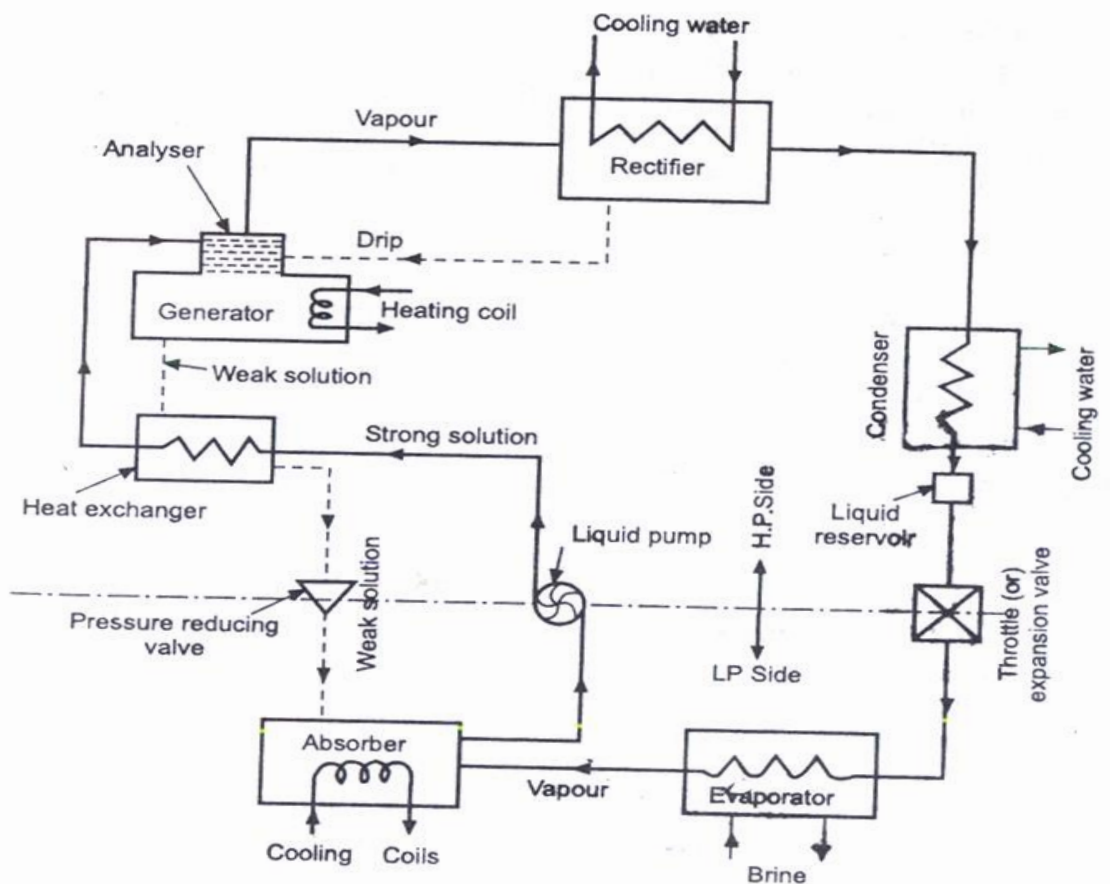 Cooling water
Vapour
Analyser
Rectifier
Drip
Generator
Heating coil
Weak solution
Condenser
Cooling water
Strong solution
Heat exchanger
Liquid
reservoir
H.P.Side
Liquid pump
Pressure reducing
valve
Weak solution
LP Side
Throttle (or)
expansion valve
Absorber
Vapour
Evaporator
Cooling
Coils
Brine